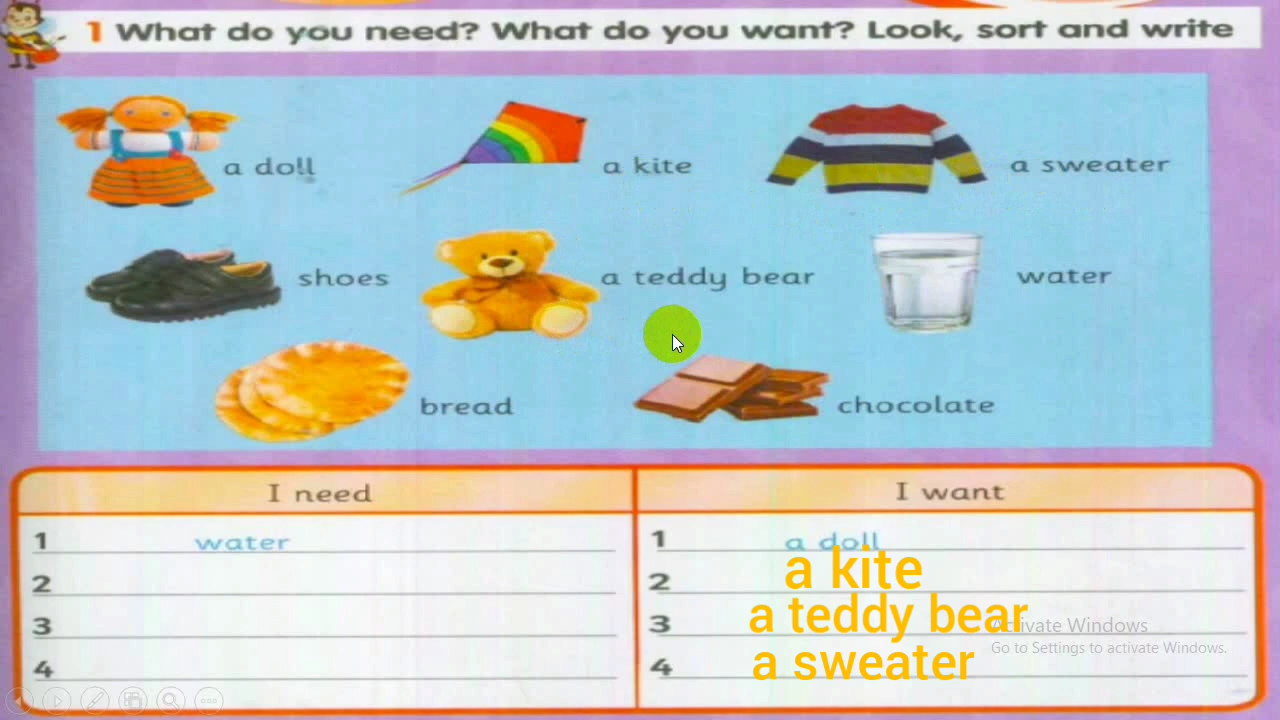 1 What do you need? What do you want? Look, sort and write
a doll
a kite
a sweater
shoes
a teddy bear
water
bread
chocolate
I need
I want
1 water
1 a doll
2
2 a kite
3
3 a teddy bear
4
4 a sweater
Activate Windows
Go to Settings to activate Windows.